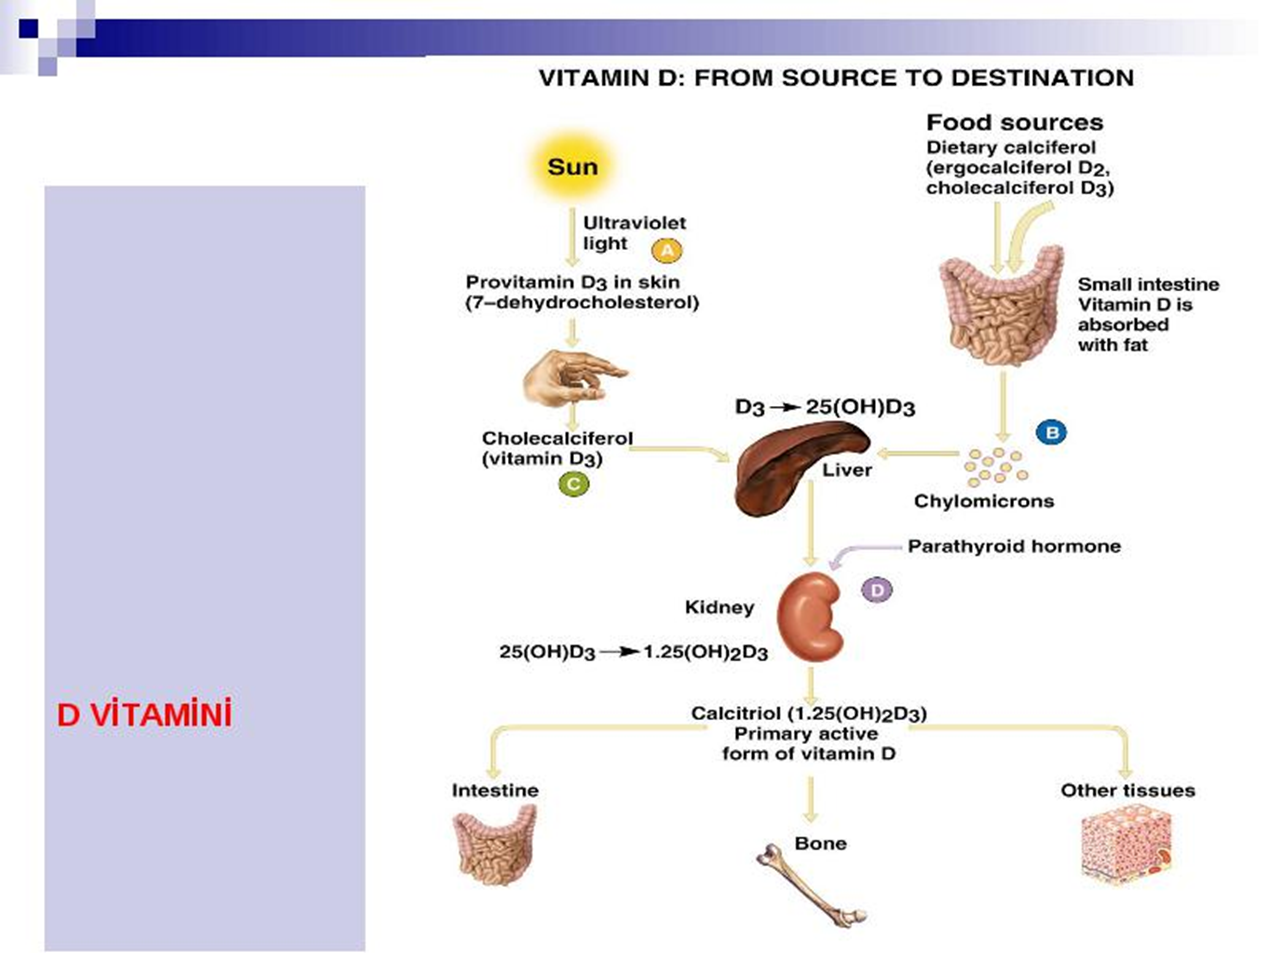 VITAMIN D: FROM SOURCE TO DESTINATION
Sun
Ultraviolet
light
A
Provitamin D3 in skin
(7–dehydrocholesterol)
Cholecalciferol
(vitamin D3)
C
Food sources
Dietary calciferol
(ergocalciferol D2,
cholecalciferol D3)
Small intestine
Vitamin D is
absorbed
with fat
B
Chylomicrons
D3 → 25(OH)D3
Liver
Parathyroid hormone
D
Kidney
25(OH)D3 → 1.25(OH)2D3
Calcitriol (1.25(OH)2D3)
Primary active
form of vitamin D
Intestine
Bone
Other tissues
D VİTAMİNİ